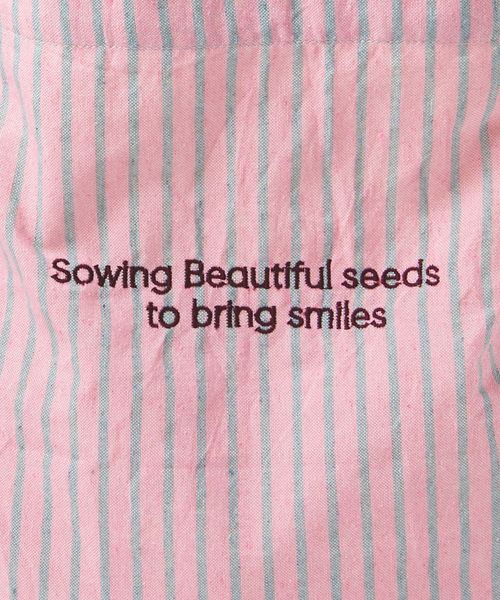 Sowing Beautiful seeds
to bring smiles